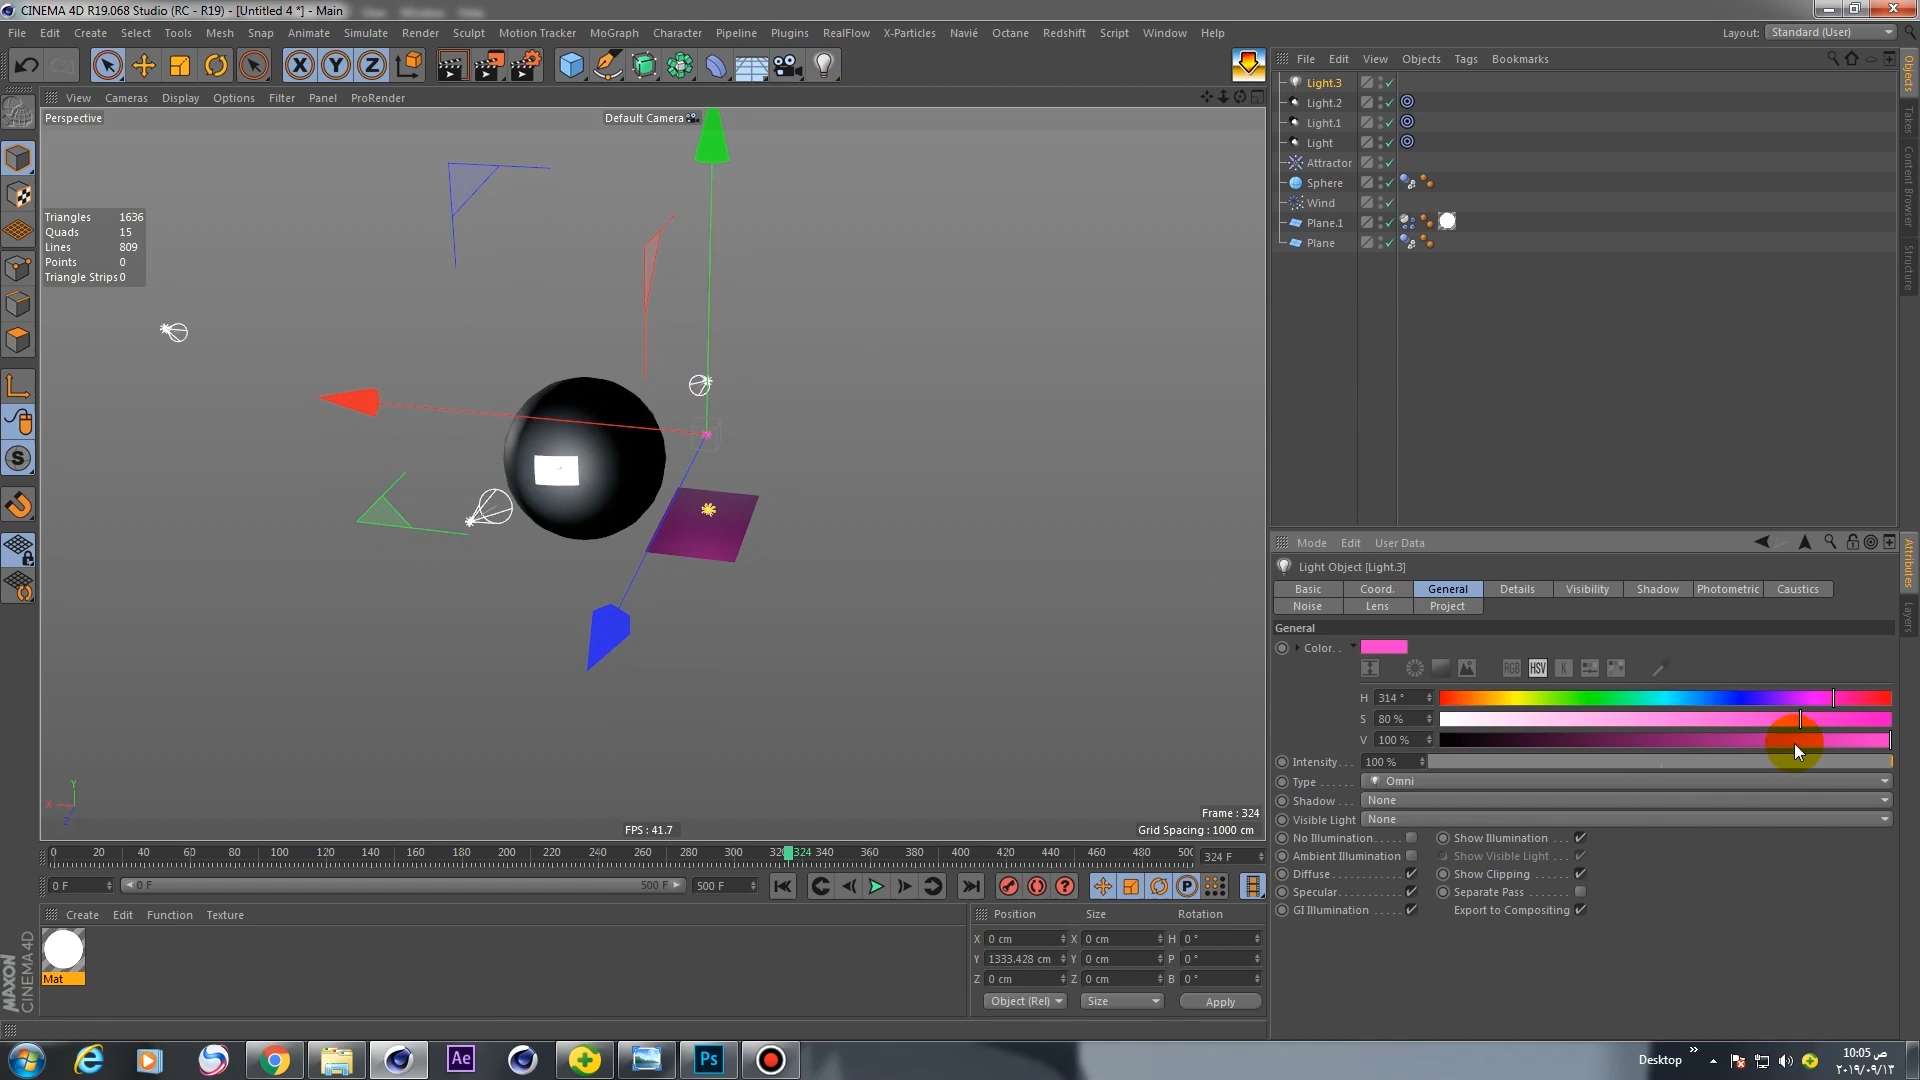 CINEMA 4D R19.068 Studio (RC - R19) - [Untitled 4 *] - Main
File Edit Create Select Tools Mesh Snap Animate Simulate Render Sculpt Motion Tracker MoGraph Character Pipeline Plugins RealFlow X-Particles Navié Octane Redshift Script Window Help
Layout: Standard (User)
File Edit View Objects Tags Bookmarks
View Cameras Display Options Filter Panel ProRender
Perspective
Default Camera
Triangles 1636
Quads 15
Lines 809
Points 0
Triangle Strips 0
Light.3
Light.2
Light.1
Light
Attractor
Sphere
Wind
Plane.1
Plane
Objects
Takes
Content Browser
Structure
Mode Edit User Data
Light Object [Light.3]
Basic Coord. General Details Visibility Shadow Photometric Caustics
Noise Lens Project
General
Color. .
RGB HSV K
H 314 °
S 80 %
V 100 %
Intensity. . . 100 %
Type . . . . . . Omni
Shadow . . . None
Visible Light None
No Illumination. . . . . Show Illumination . . .
Ambient Illumination Show Visible Light . . .
Diffuse. . . . . . . . . . . . Show Clipping . . . . . .
Specular. . . . . . . . . . . Separate Pass . . . . .
GI Illumination . . . . . Export to Compositing
Attributes
Layers
Y
X
Z
FPS : 41.7
Frame : 324
Grid Spacing : 1000 cm
0 20 40 60 80 100 120 140 160 180 200 220 240 260 280 300 324 340 360 380 400 420 440 460 480 324 F
0 F 0 F 500 F 500 F
P
Create Edit Function Texture
Mat
MAXON
CINEMA 4D
Position Size Rotation
X 0 cm X 0 cm H 0 °
Y 1333.428 cm Y 0 cm P 0 °
Z 0 cm Z 0 cm B 0 °
Object (Rel) Size Apply
Ae
Ps
Desktop
10:05 ص
٢٠١٩/٠٩/١٣